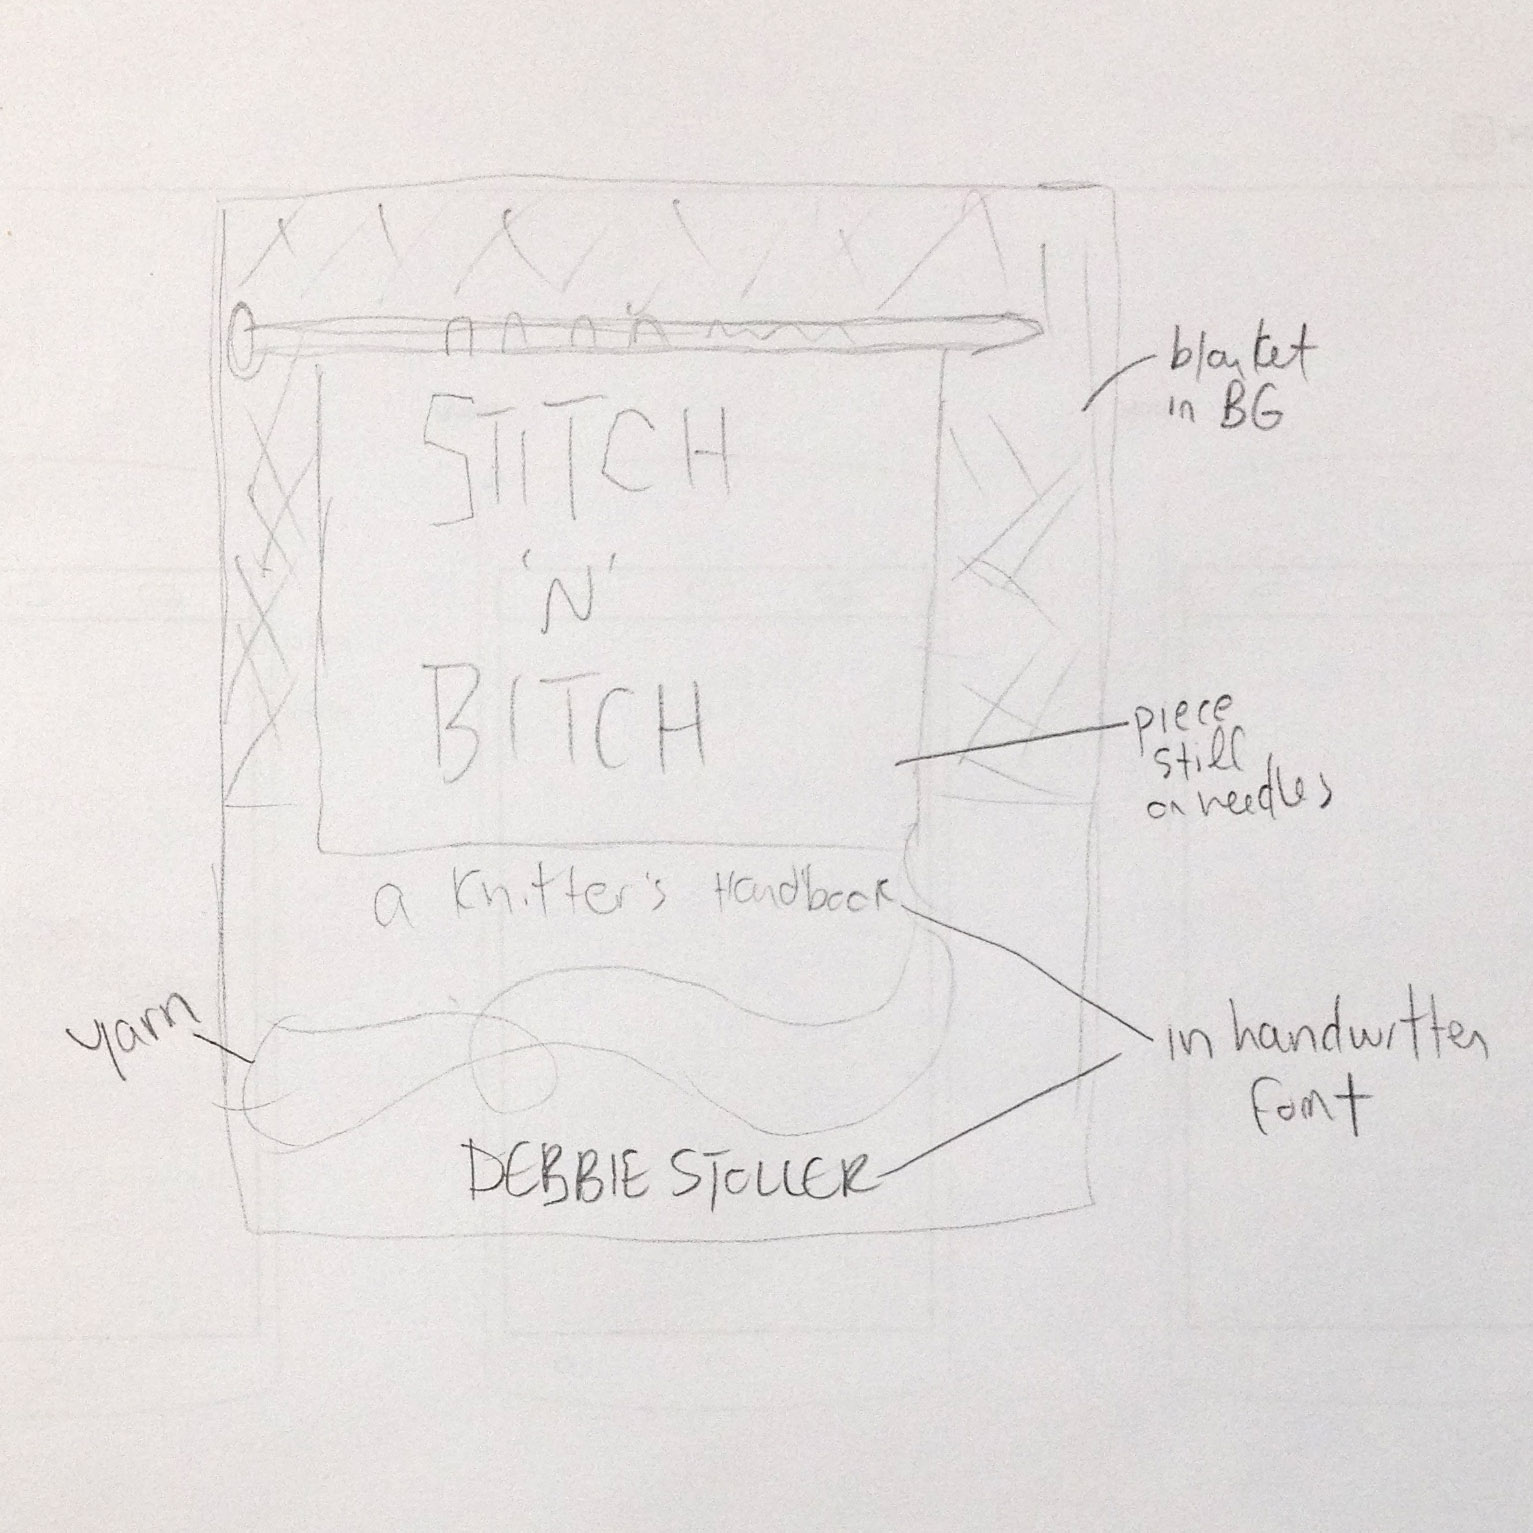 STITCH
'N'
BITCH
a Knitter's Handbook
DEBBIE STOLLER
blanket
in BG
piece
still
on needles
yarn
in handwritten
font